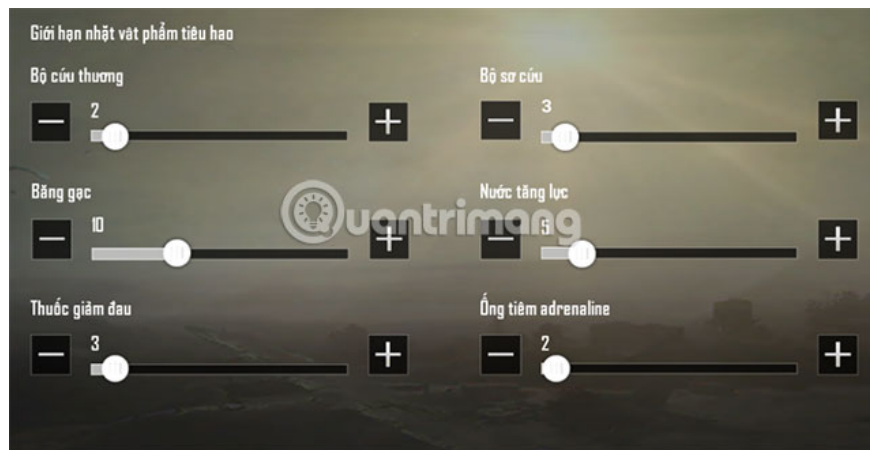 Giới hạn nhặt vật phẩm tiêu hao
Bộ cứu thương
Bộ sơ cứu
2
3
Băng gạc
Nước tăng lực
10
5
Quantrimang
Thuốc giảm đau
Ống tiêm adrenaline
3
2